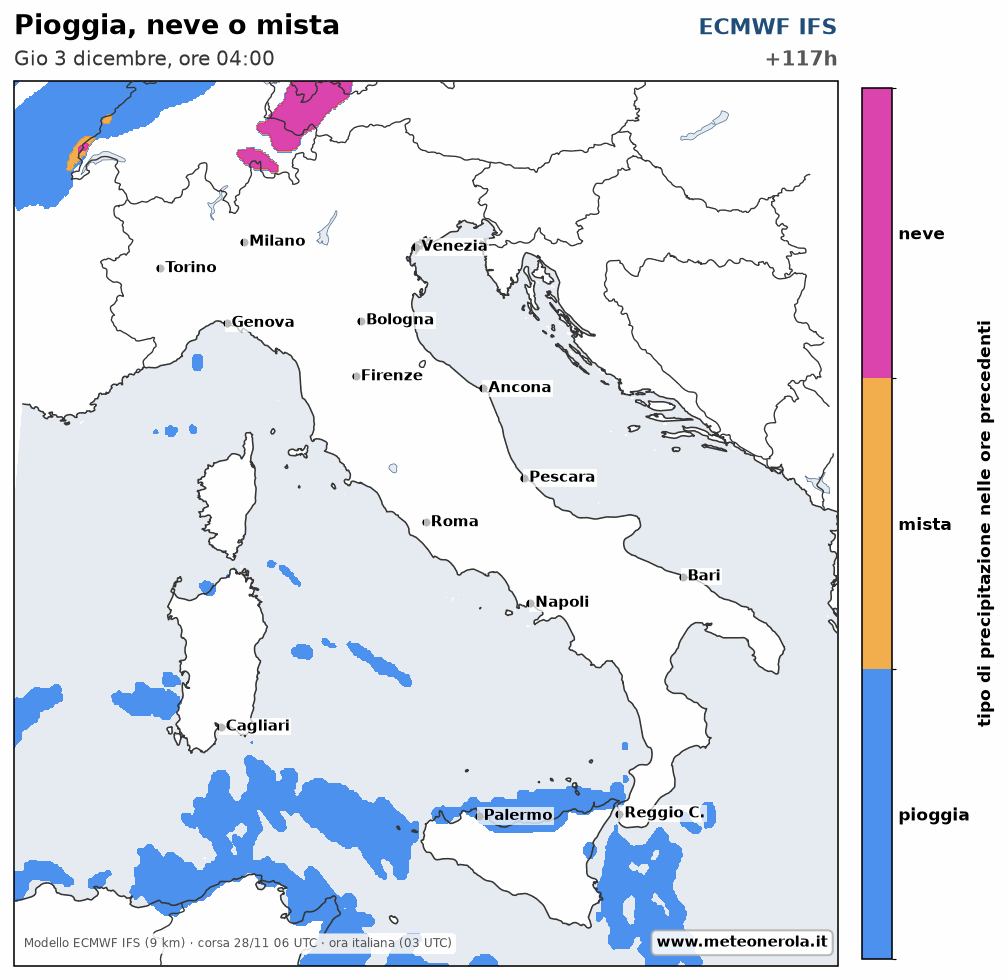 Pioggia, neve o mista
ECMWF IFS
Gio 3 dicembre, ore 04:00
+117h
neve
mista
pioggia
tipo di precipitazione nelle ore precedenti
Milano
Venezia
Torino
Genova
Bologna
Firenze
Ancona
Pescara
Roma
Bari
Napoli
Cagliari
Palermo
Reggio C.
Modello ECMWF IFS (9 km) · corsa 28/11 06 UTC · ora italiana (03 UTC)
www.meteonerola.it